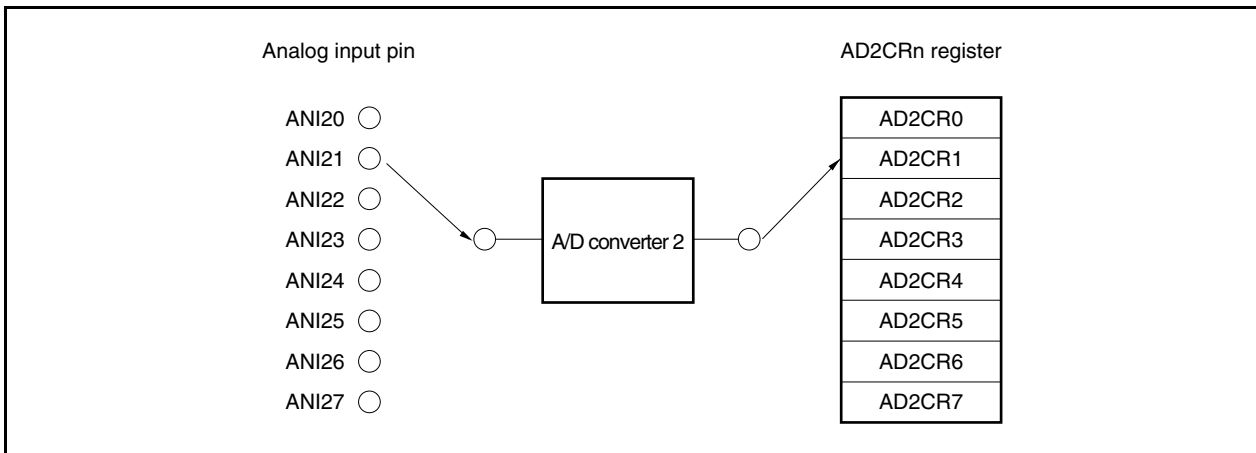 Analog input pin
AD2CRn register
ANI20
ANI21
ANI22
ANI23
ANI24
ANI25
ANI26
ANI27
A/D converter 2
AD2CR0
AD2CR1
AD2CR2
AD2CR3
AD2CR4
AD2CR5
AD2CR6
AD2CR7